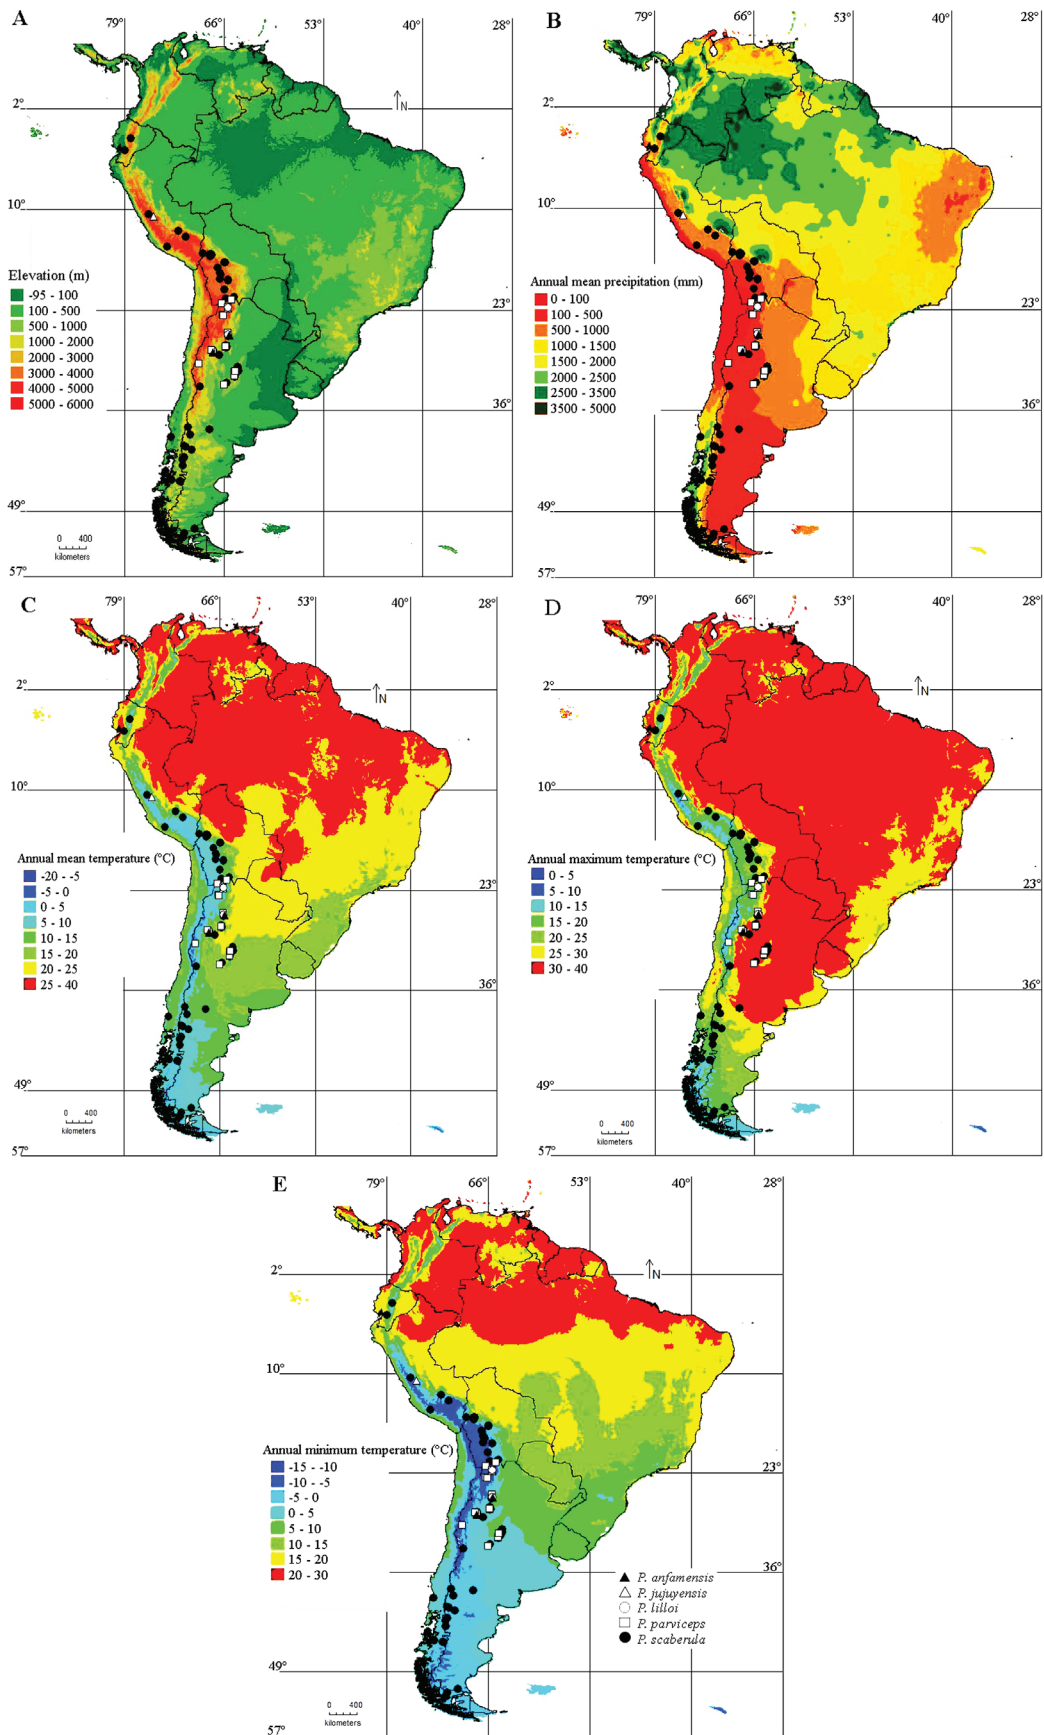 A
79°
66°
53°
40°
28°
2°
N
10°
Elevation (m)
-95 - 100
100 - 500
500 - 1000
1000 - 2000
2000 - 3000
3000 - 4000
4000 - 5000
5000 - 6000
23°
36°
49°
0 400
kilometers
57°
B
79°
66°
53°
40°
28°
2°
N
10°
Annual mean precipitation (mm)
0 - 100
100 - 500
500 - 1000
1000 - 1500
1500 - 2000
2000 - 2500
2500 - 3500
3500 - 5000
23°
36°
49°
0 400
kilometers
57°
C
79°
66°
53°
40°
28°
2°
N
10°
Annual mean temperature (°C)
-20 - -5
-5 - 0
0 - 5
5 - 10
10 - 15
15 - 20
20 - 25
25 - 40
23°
36°
49°
0 400
kilometers
57°
D
79°
66°
53°
40°
28°
2°
N
10°
Annual maximum temperature (°C)
0 - 5
5 - 10
10 - 15
15 - 20
20 - 25
25 - 30
30 - 40
23°
36°
49°
0 400
kilometers
57°
E
79°
66°
53°
40°
28°
2°
N
10°
Annual minimum temperature (°C)
-15 - -10
-10 - -5
-5 - 0
0 - 5
5 - 10
10 - 15
15 - 20
20 - 30
23°
36°
P. anfamensis
P. jujuyensis
P. lilloi
P. parviceps
P. scaberula
49°
0 400
kilometers
57°